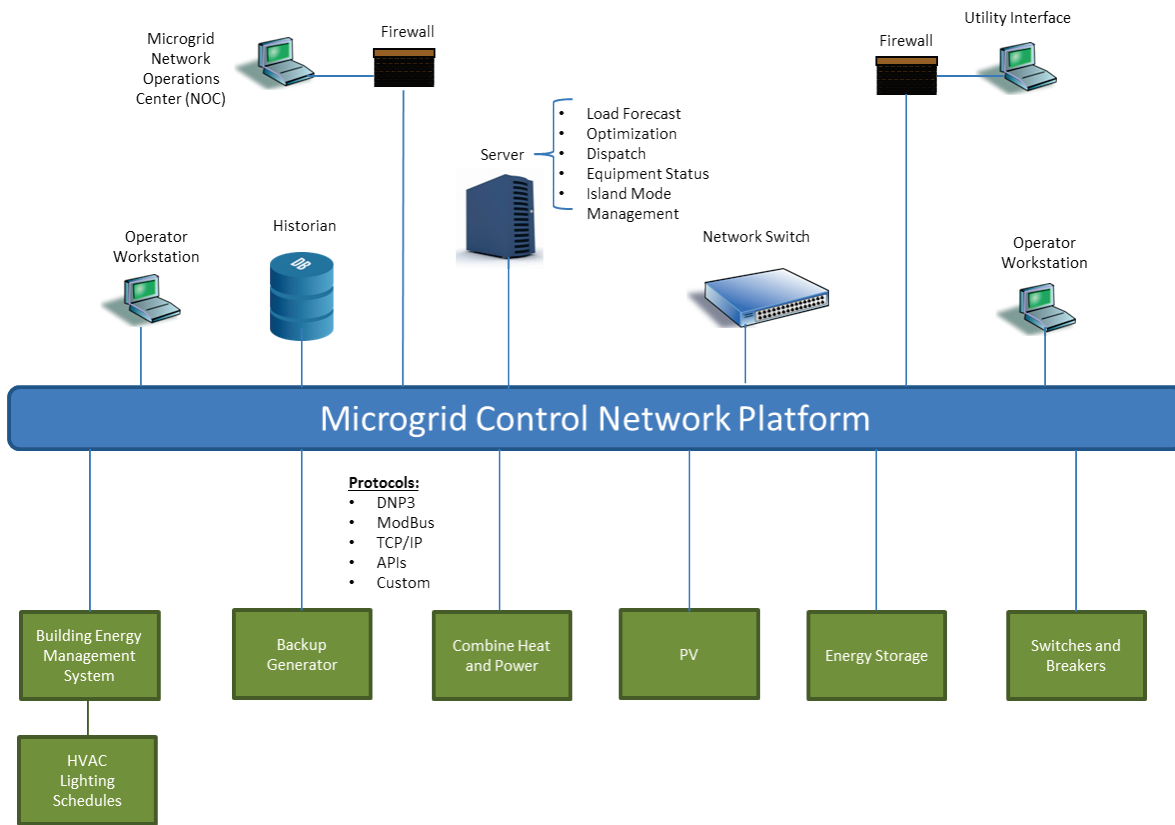 Microgrid
Network
Operations
Center (NOC)
Firewall
Utility Interface
Firewall
Server
• Load Forecast
• Optimization
• Dispatch
• Equipment Status
• Island Mode
Management
Operator
Workstation
Historian
DB
Network Switch
Operator
Workstation
Microgrid Control Network Platform
Protocols:
• DNP3
• ModBus
• TCP/IP
• APIs
• Custom
Building Energy
Management
System
Backup
Generator
Combine Heat
and Power
PV
Energy Storage
Switches and
Breakers
HVAC
Lighting
Schedules